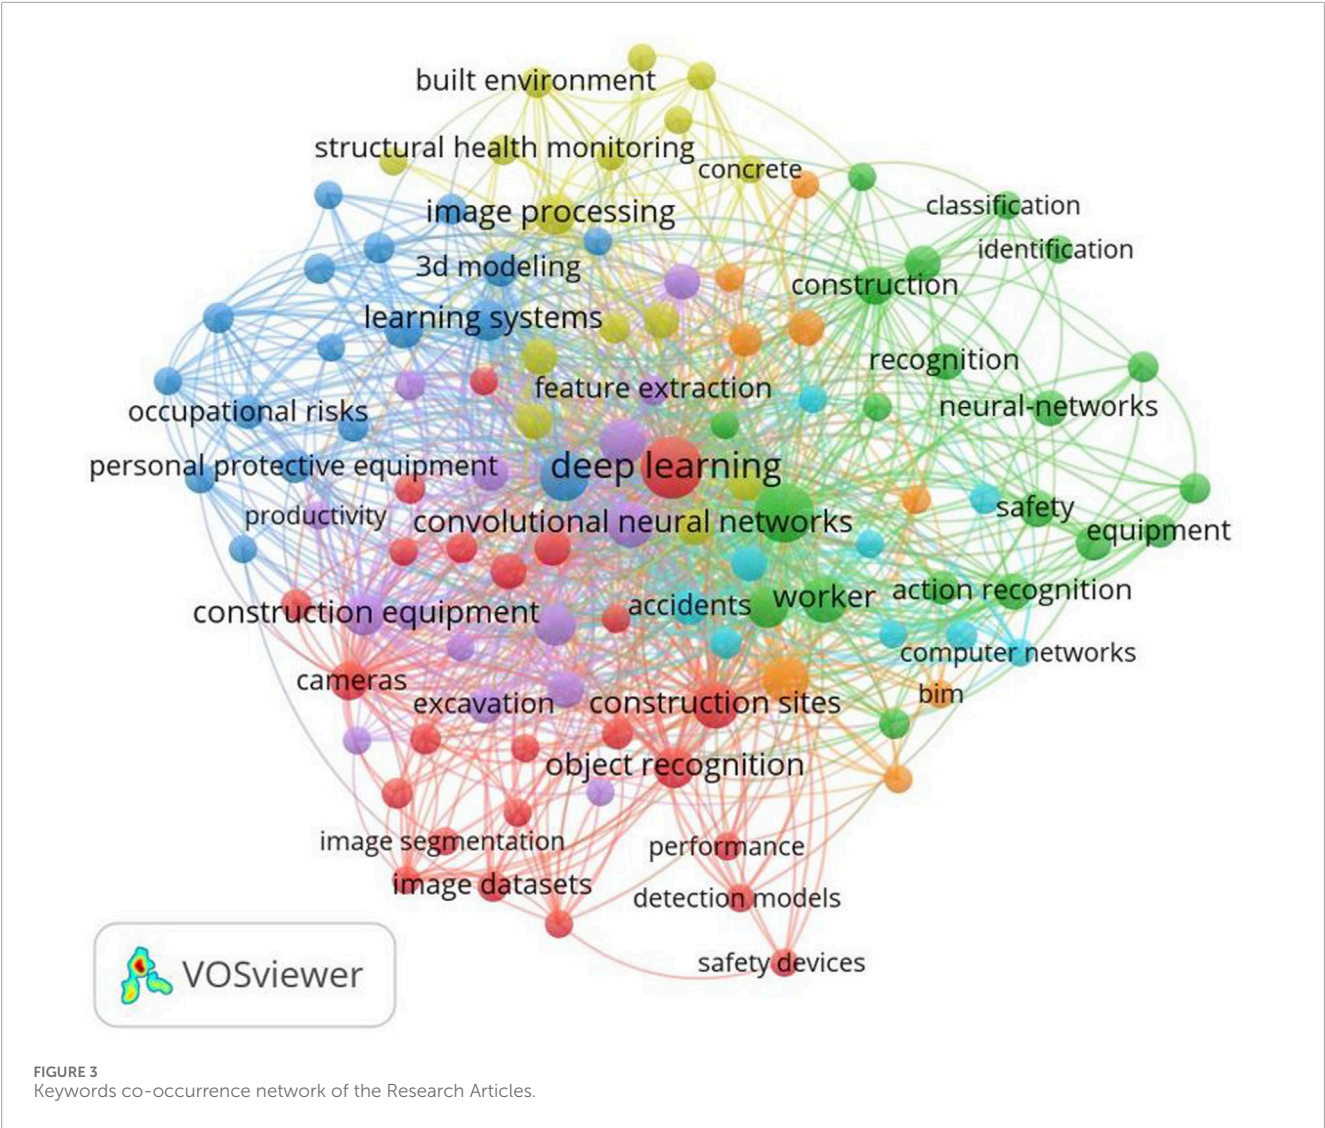 built environment
structural health monitoring
concrete
classification
image processing
identification
3d modeling
construction
learning systems
recognition
feature extraction
occupational risks
neural-networks
personal protective equipment
deep learning
productivity
convolutional neural networks
safety
equipment
construction equipment
accidents
worker
action recognition
computer networks
cameras
excavation
construction sites
bim
object recognition
image segmentation
performance
image datasets
detection models
safety devices
VOSviewer
FIGURE 3
Keywords co-occurrence network of the Research Articles.